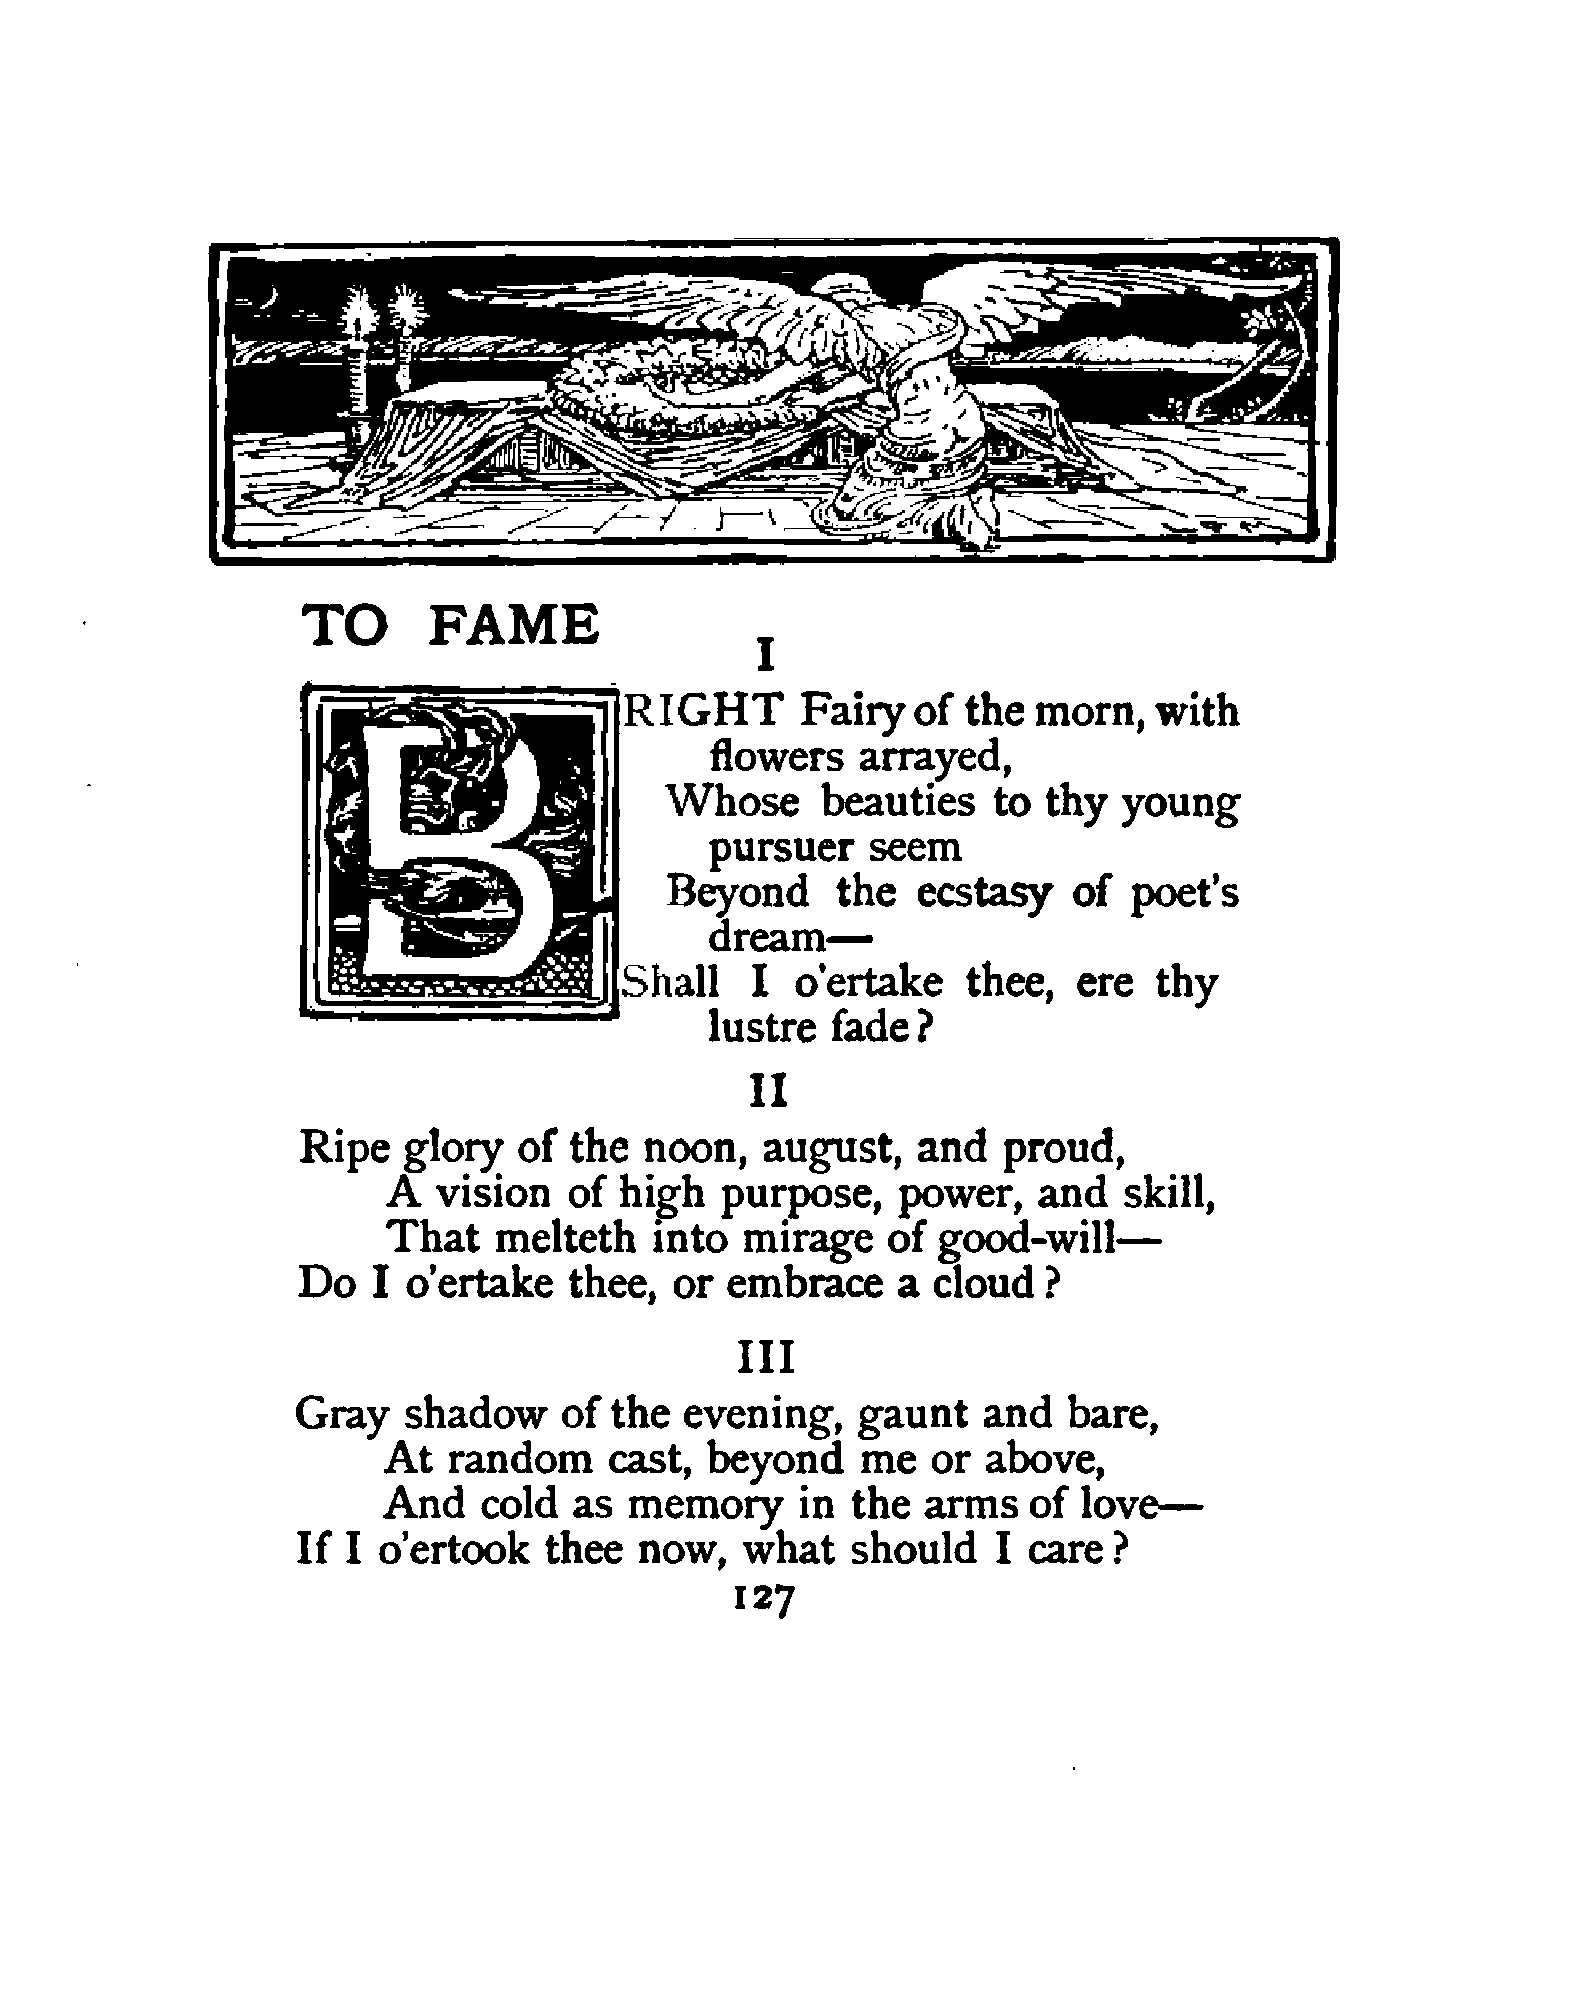 TO FAME
I
BRIGHT Fairy of the morn, with
flowers arrayed,
Whose beauties to thy young
pursuer seem
Beyond the ecstasy of poet's
dream—
Shall I o'ertake thee, ere thy
lustre fade?
II
Ripe glory of the noon, august, and proud,
A vision of high purpose, power, and skill,
That melteth into mirage of good-will—
Do I o'ertake thee, or embrace a cloud?
III
Gray shadow of the evening, gaunt and bare,
At random cast, beyond me or above,
And cold as memory in the arms of love—
If I o'ertook thee now, what should I care?
127